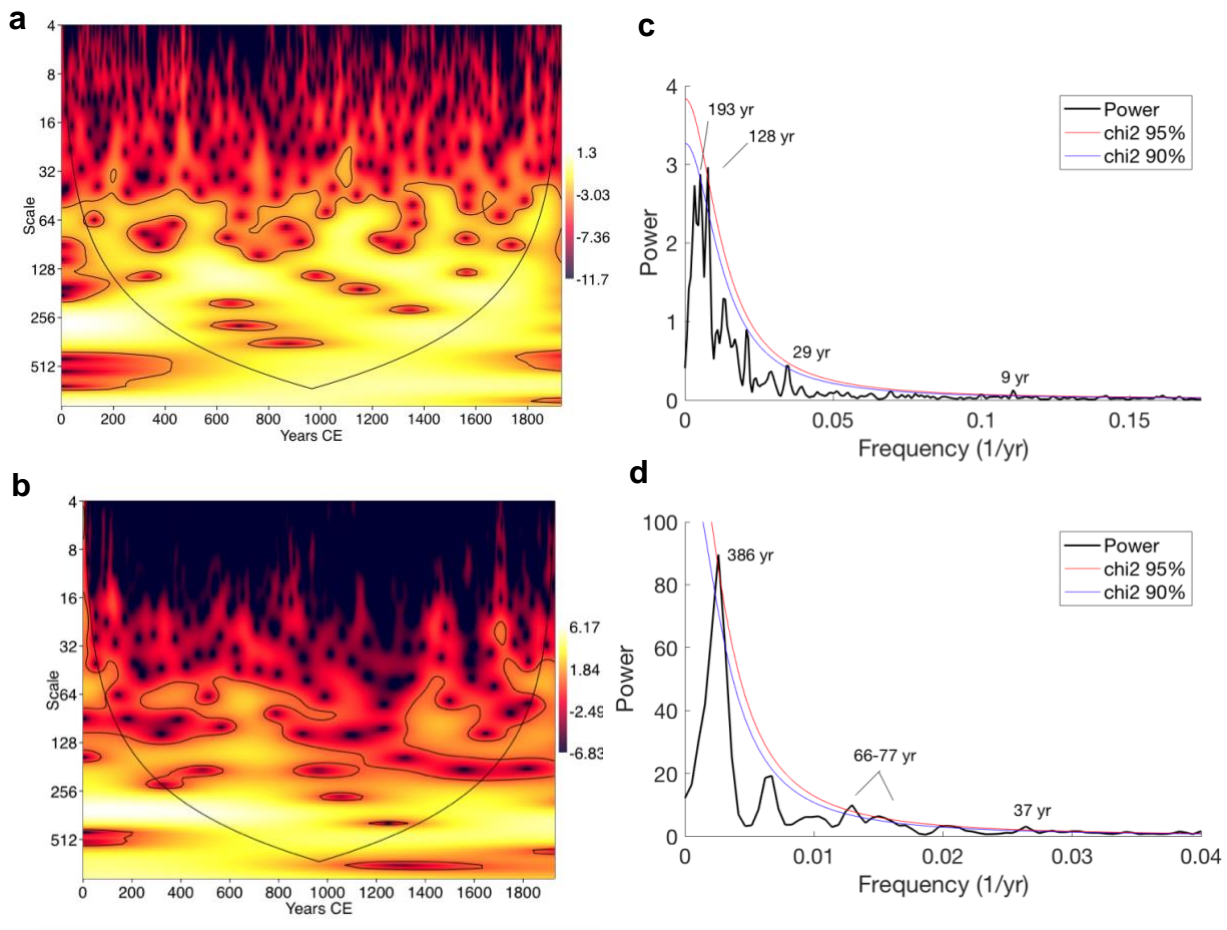 a
4
8
16
32
64
128
256
512
Scale
0 200 400 600 800 1000 1200 1400 1600 1800
Years CE
1.3
-3.03
-7.36
-11.7
b
4
8
16
32
64
128
256
512
Scale
0 200 400 600 800 1000 1200 1400 1600 1800
Years CE
6.17
1.84
-2.49
-6.83
c
4
3
2
1
0
Power
193 yr
128 yr
29 yr
9 yr
Power
chi2 95%
chi2 90%
0 0.05 0.1 0.15
Frequency (1/yr)
d
100
80
60
40
20
0
Power
386 yr
66-77 yr
37 yr
Power
chi2 95%
chi2 90%
0 0.01 0.02 0.03 0.04
Frequency (1/yr)